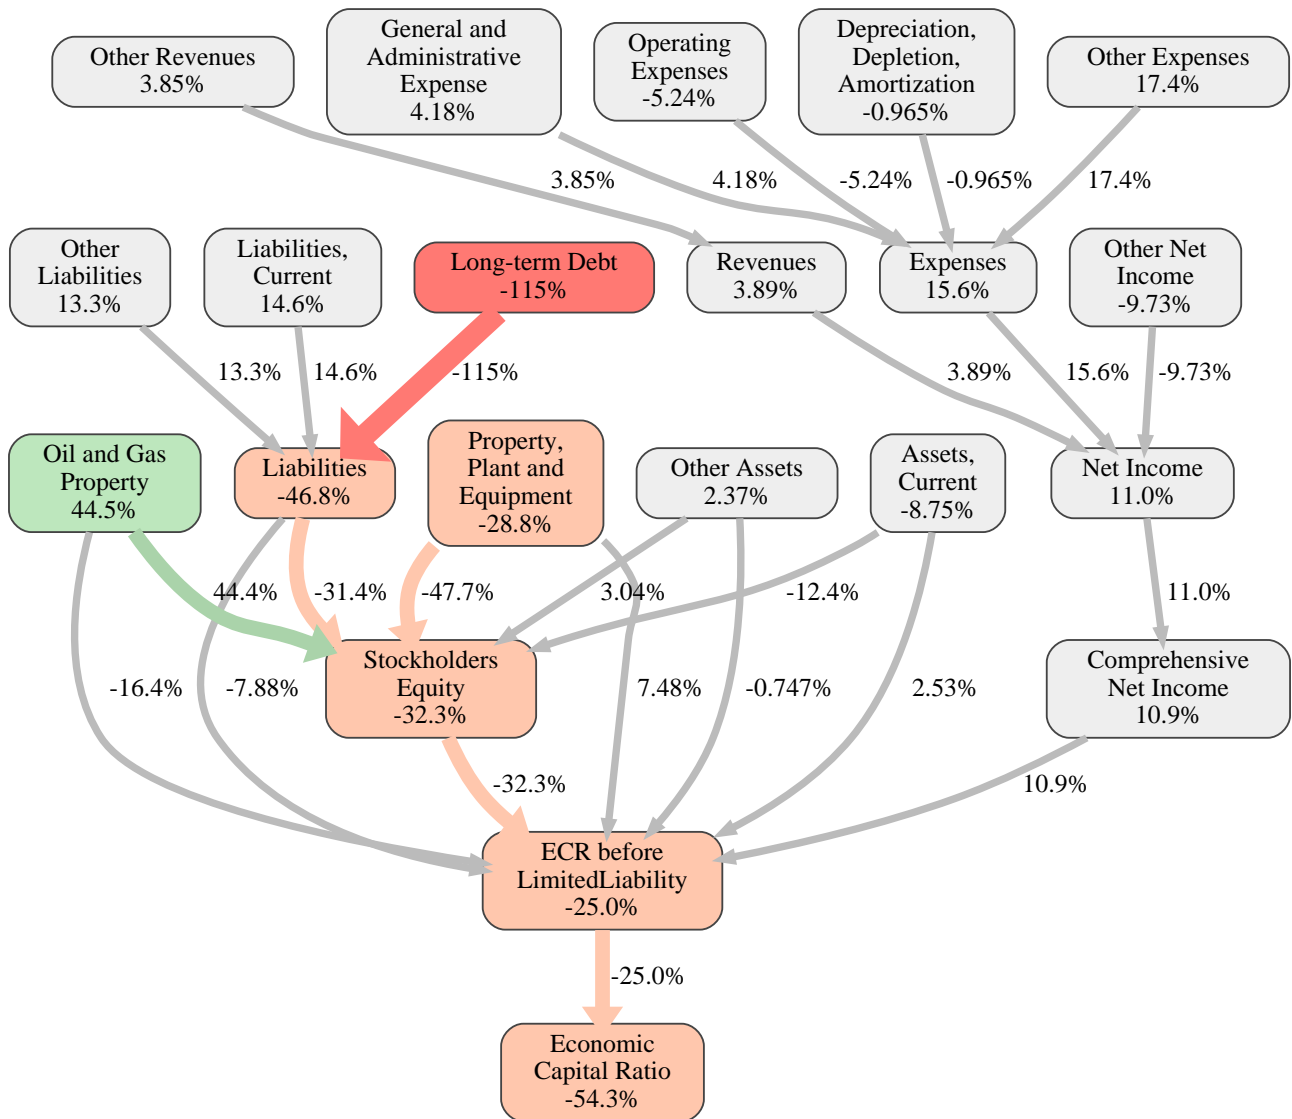 Other Revenues
3.85%
General and
Administrative
Expense
4.18%
Operating
Expenses
-5.24%
Depreciation,
Depletion,
Amortization
-0.965%
Other Expenses
17.4%
3.85%
4.18%
-5.24%
-0.965%
17.4%
Other
Liabilities
13.3%
Liabilities,
Current
14.6%
Long-term Debt
-115%
Revenues
3.89%
Expenses
15.6%
Other Net
Income
-9.73%
13.3%
14.6%
-115%
3.89%
15.6%
-9.73%
Oil and Gas
Property
44.5%
Liabilities
-46.8%
Property,
Plant and
Equipment
-28.8%
Other Assets
2.37%
Assets,
Current
-8.75%
Net Income
11.0%
44.4%
-31.4%
-47.7%
3.04%
-12.4%
11.0%
Stockholders
Equity
-32.3%
Comprehensive
Net Income
10.9%
-16.4%
-7.88%
7.48%
-0.747%
2.53%
-32.3%
10.9%
ECR before
LimitedLiability
-25.0%
-25.0%
Economic
Capital Ratio
-54.3%